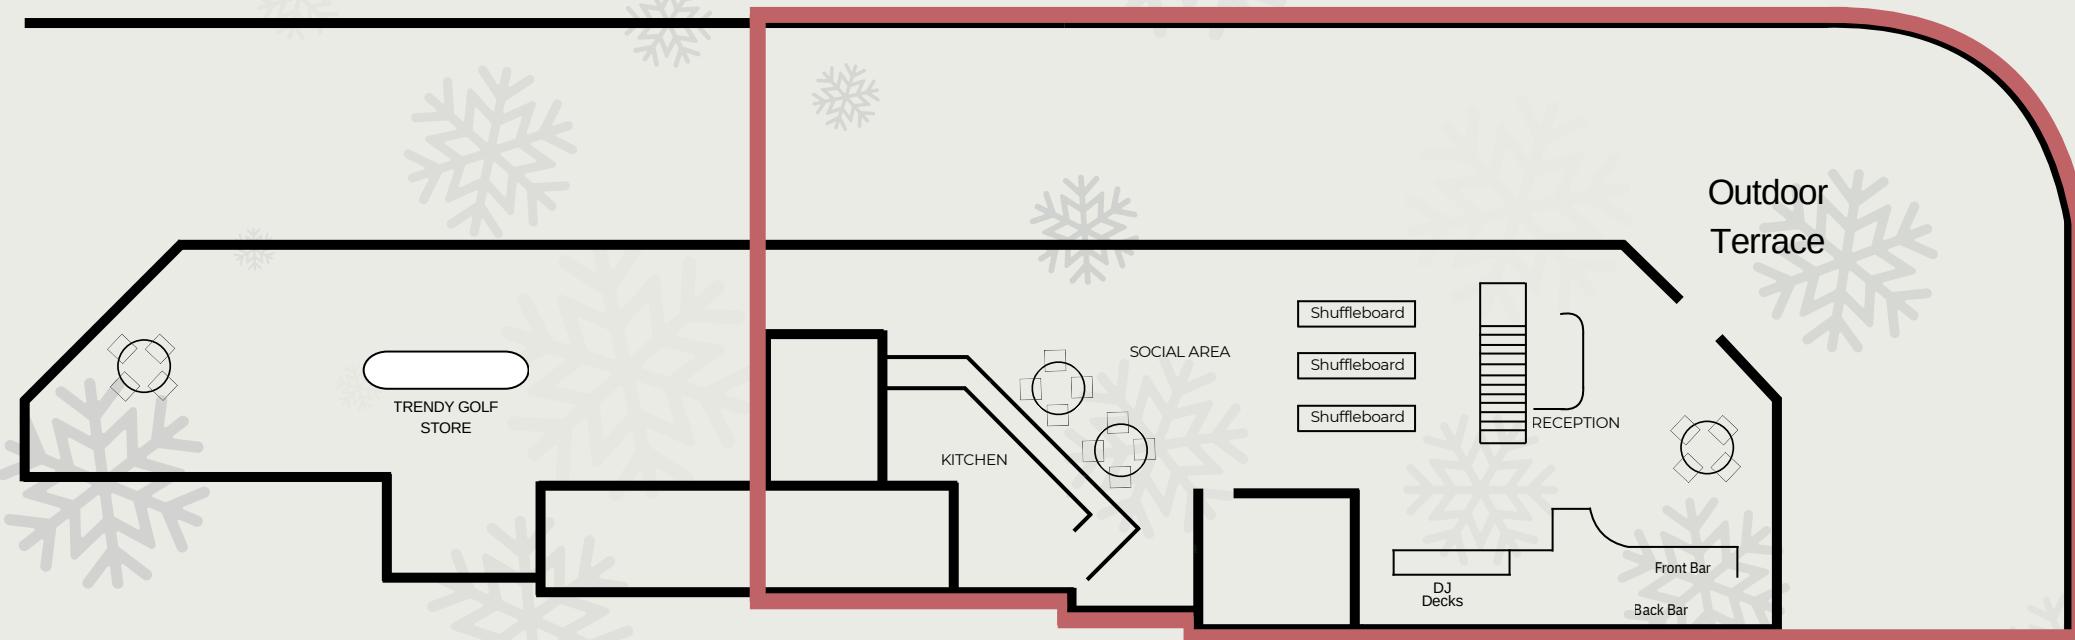 Outdoor
Terrace
Shuffleboard
SOCIAL AREA
Shuffleboard
TRENDY GOLF
STORE
Shuffleboard
RECEPTION
KITCHEN
Front Bar
DJ
Decks
Back Bar